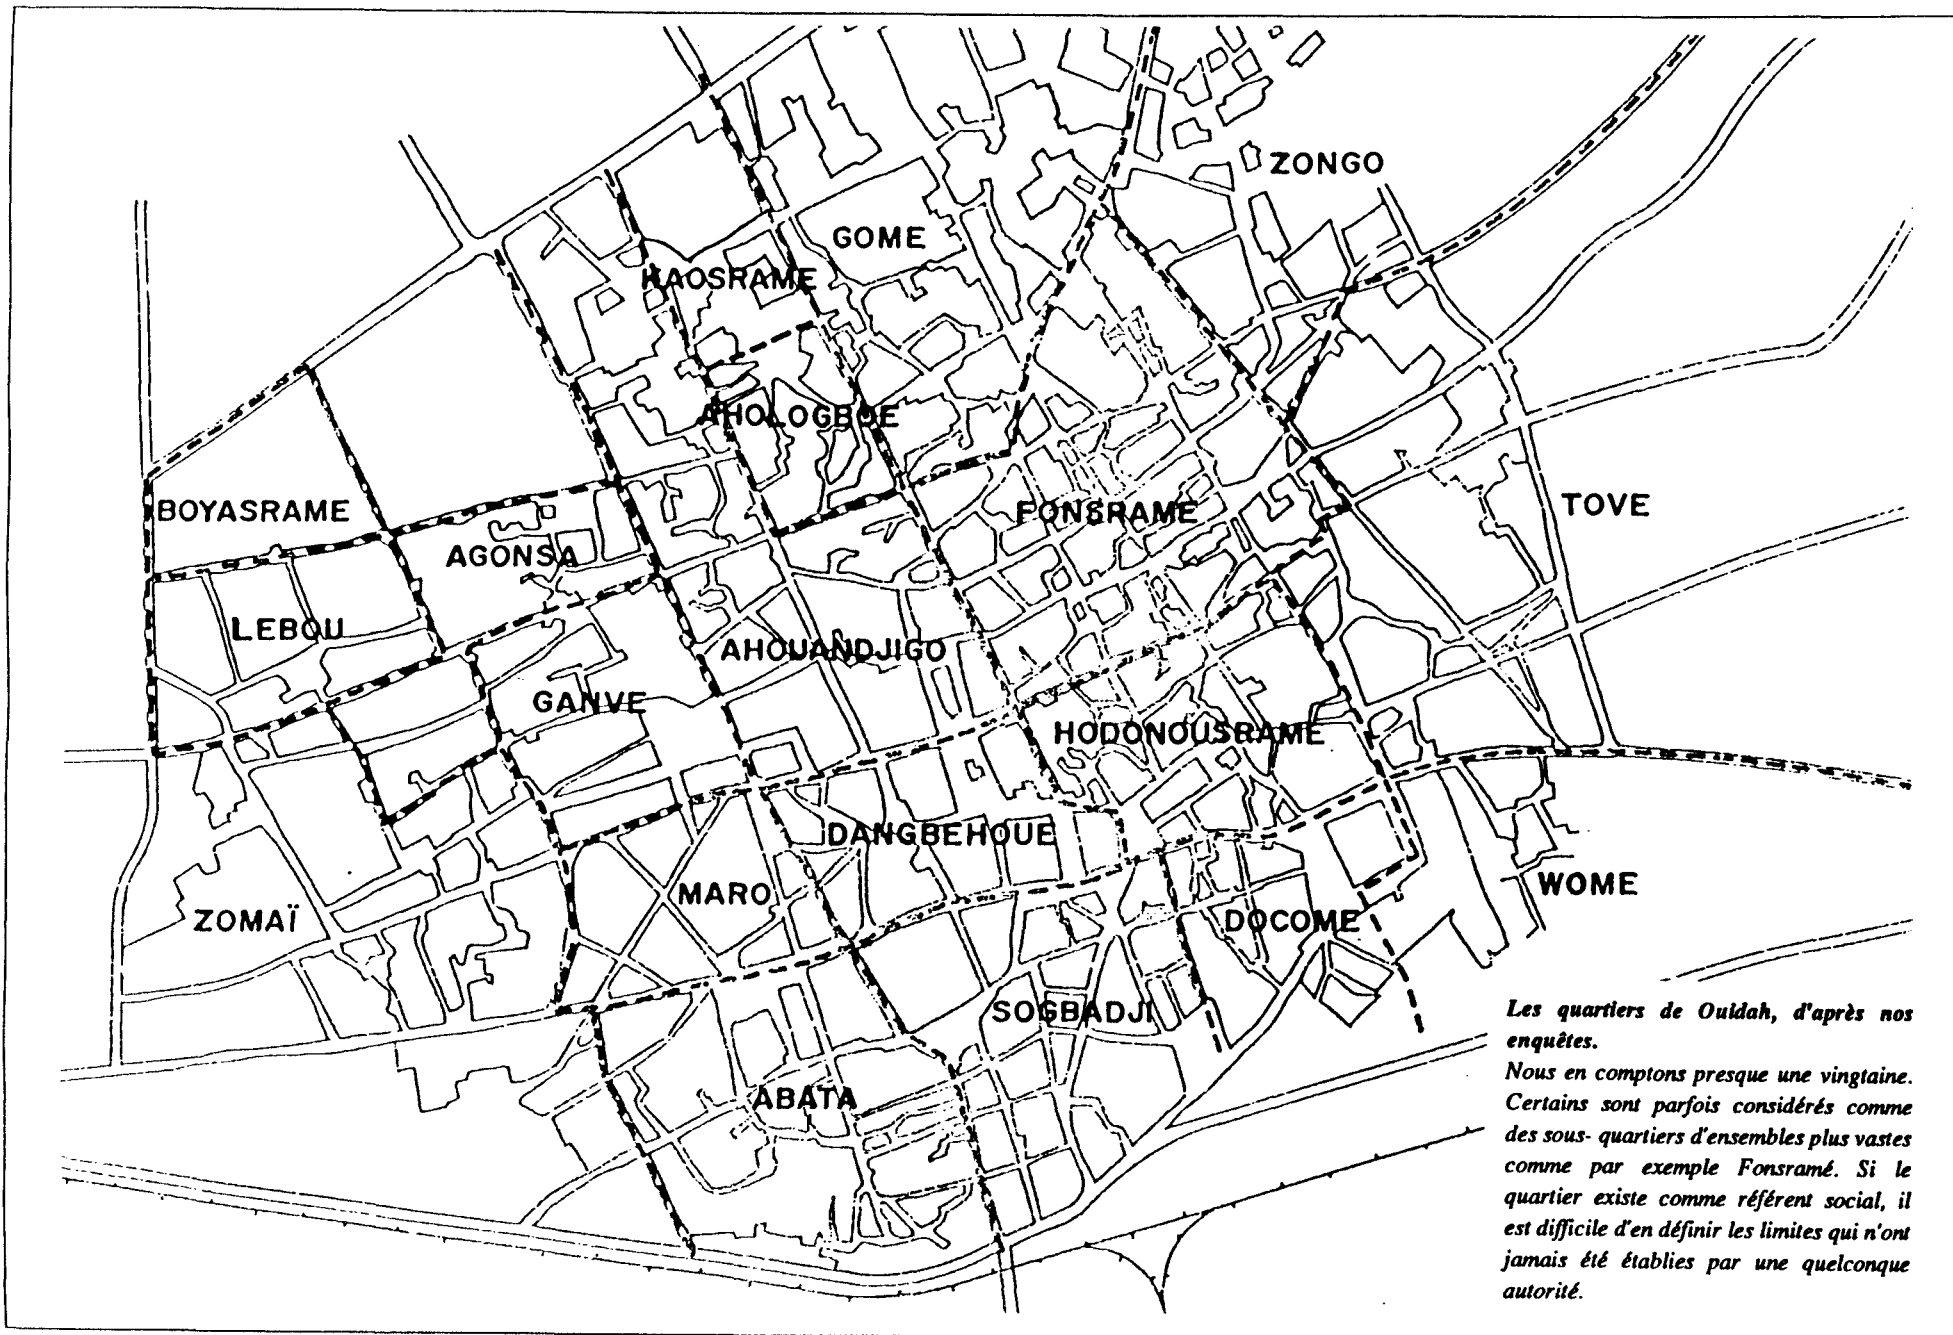 ZONGO
GOME
KAOSRAME
AHOLOGBOE
BOYASRAME
FONSRAME
TOVE
AGONSA
LEBOU
AHOUANDJIGO
GANVE
HODONOUSRAME
DANGBEHOUE
MARO
WOME
ZOMAÏ
DOCOME
SOGBADJI
ABATA
Les quartiers de Ouidah, d'après nos
enquêtes.
Nous en comptons presque une vingtaine.
Certains sont parfois considérés comme
des sous- quartiers d'ensembles plus vastes
comme par exemple Fonsramé. Si le
quartier existe comme référent social, il
est difficile d'en définir les limites qui n'ont
jamais été établies par une quelconque
autorité.